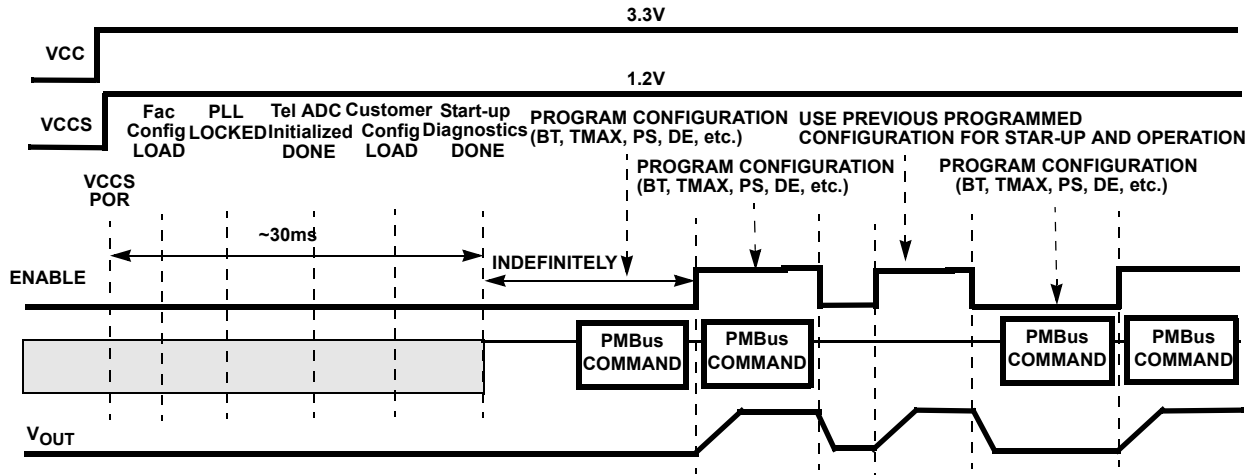 3.3V
VCC
1.2V
VCCS
Fac
Config
LOAD
PLL
LOCKED
Tel ADC
Initialized
DONE
Customer
Config
LOAD
Start-up
Diagnostics
DONE
PROGRAM CONFIGURATION
(BT, TMAX, PS, DE, etc.)
USE PREVIOUS PROGRAMMED
CONFIGURATION FOR STAR-UP AND OPERATION
PROGRAM CONFIGURATION
(BT, TMAX, PS, DE, etc.)
PROGRAM CONFIGURATION
(BT, TMAX, PS, DE, etc.)
VCCS
POR
~30ms
INDEFINITELY
ENABLE
PMBus
COMMAND
PMBus
COMMAND
PMBus
COMMAND
PMBus
COMMAND
VOUT